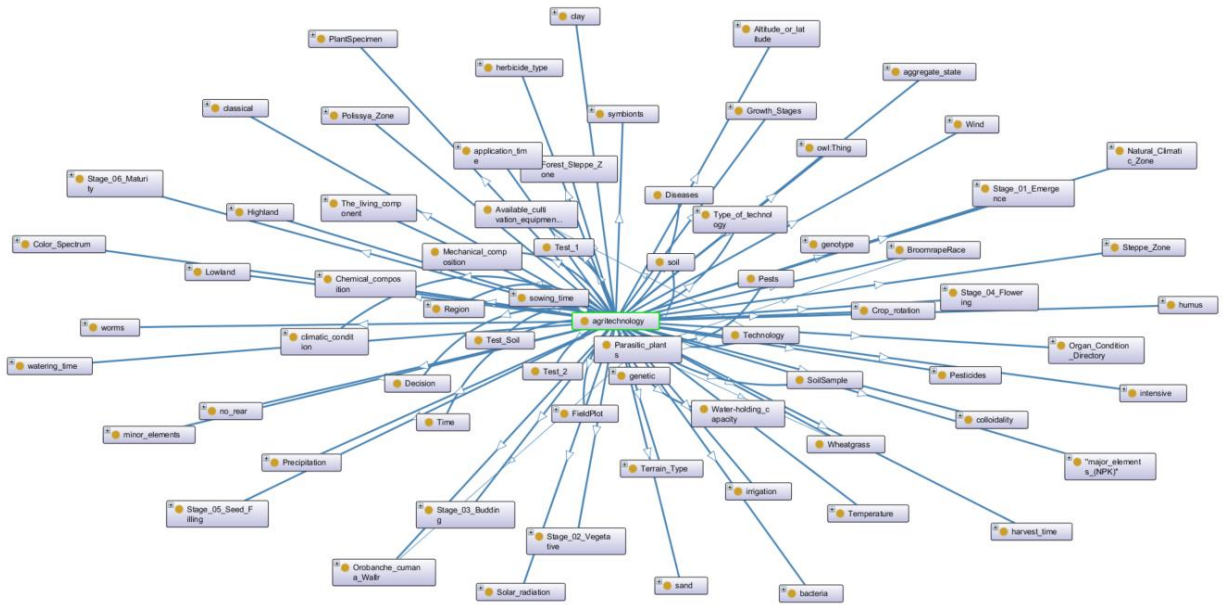 clay
PlantSpecimen
Altitude_or_lat
itude
herbicide_type
aggregate_state
classical
Polissya_Zone
symbionts
Growth_Stages
Wind
application_tim
e
Forest_Steppe_Z
one
owl:Thing
Natural_Climat
ic_Zone
Stage_06_Maturi
ty
Highland
The_living_comp
onent
Available_culti
vation_equipmen...
Diseases
Type_of_technol
ogy
Stage_01_Emerge
nce
Color_Spectrum
Mechanical_comp
osition
Test_1
genotype
BroomrapeRace
Steppe_Zone
Lowland
Chemical_compos
ition
soil
Pests
sowing_time
Stage_04_Flower
ing
Region
Crop_rotation
humus
worms
climatic_condit
ion
agritechnology
Test_Soil
Parasitic_plant
s
Technology
Organ_Condition
_Directory
watering_time
Decision
Test_2
genetic
SoilSample
Pesticides
intensive
no_rear
Time
FieldPlot
Water-holding_c
apacity
colloidality
minor_elements
Wheatgrass
Precipitation
Terrain_Type
"major_element
s_(NPK)"
Stage_05_Seed_F
illing
Stage_03_Buddin
g
irrigation
Temperature
harvest_time
Stage_02_Vegeta
tive
Orobanche_cuman
a_Wallr
Solar_radiation
sand
bacteria